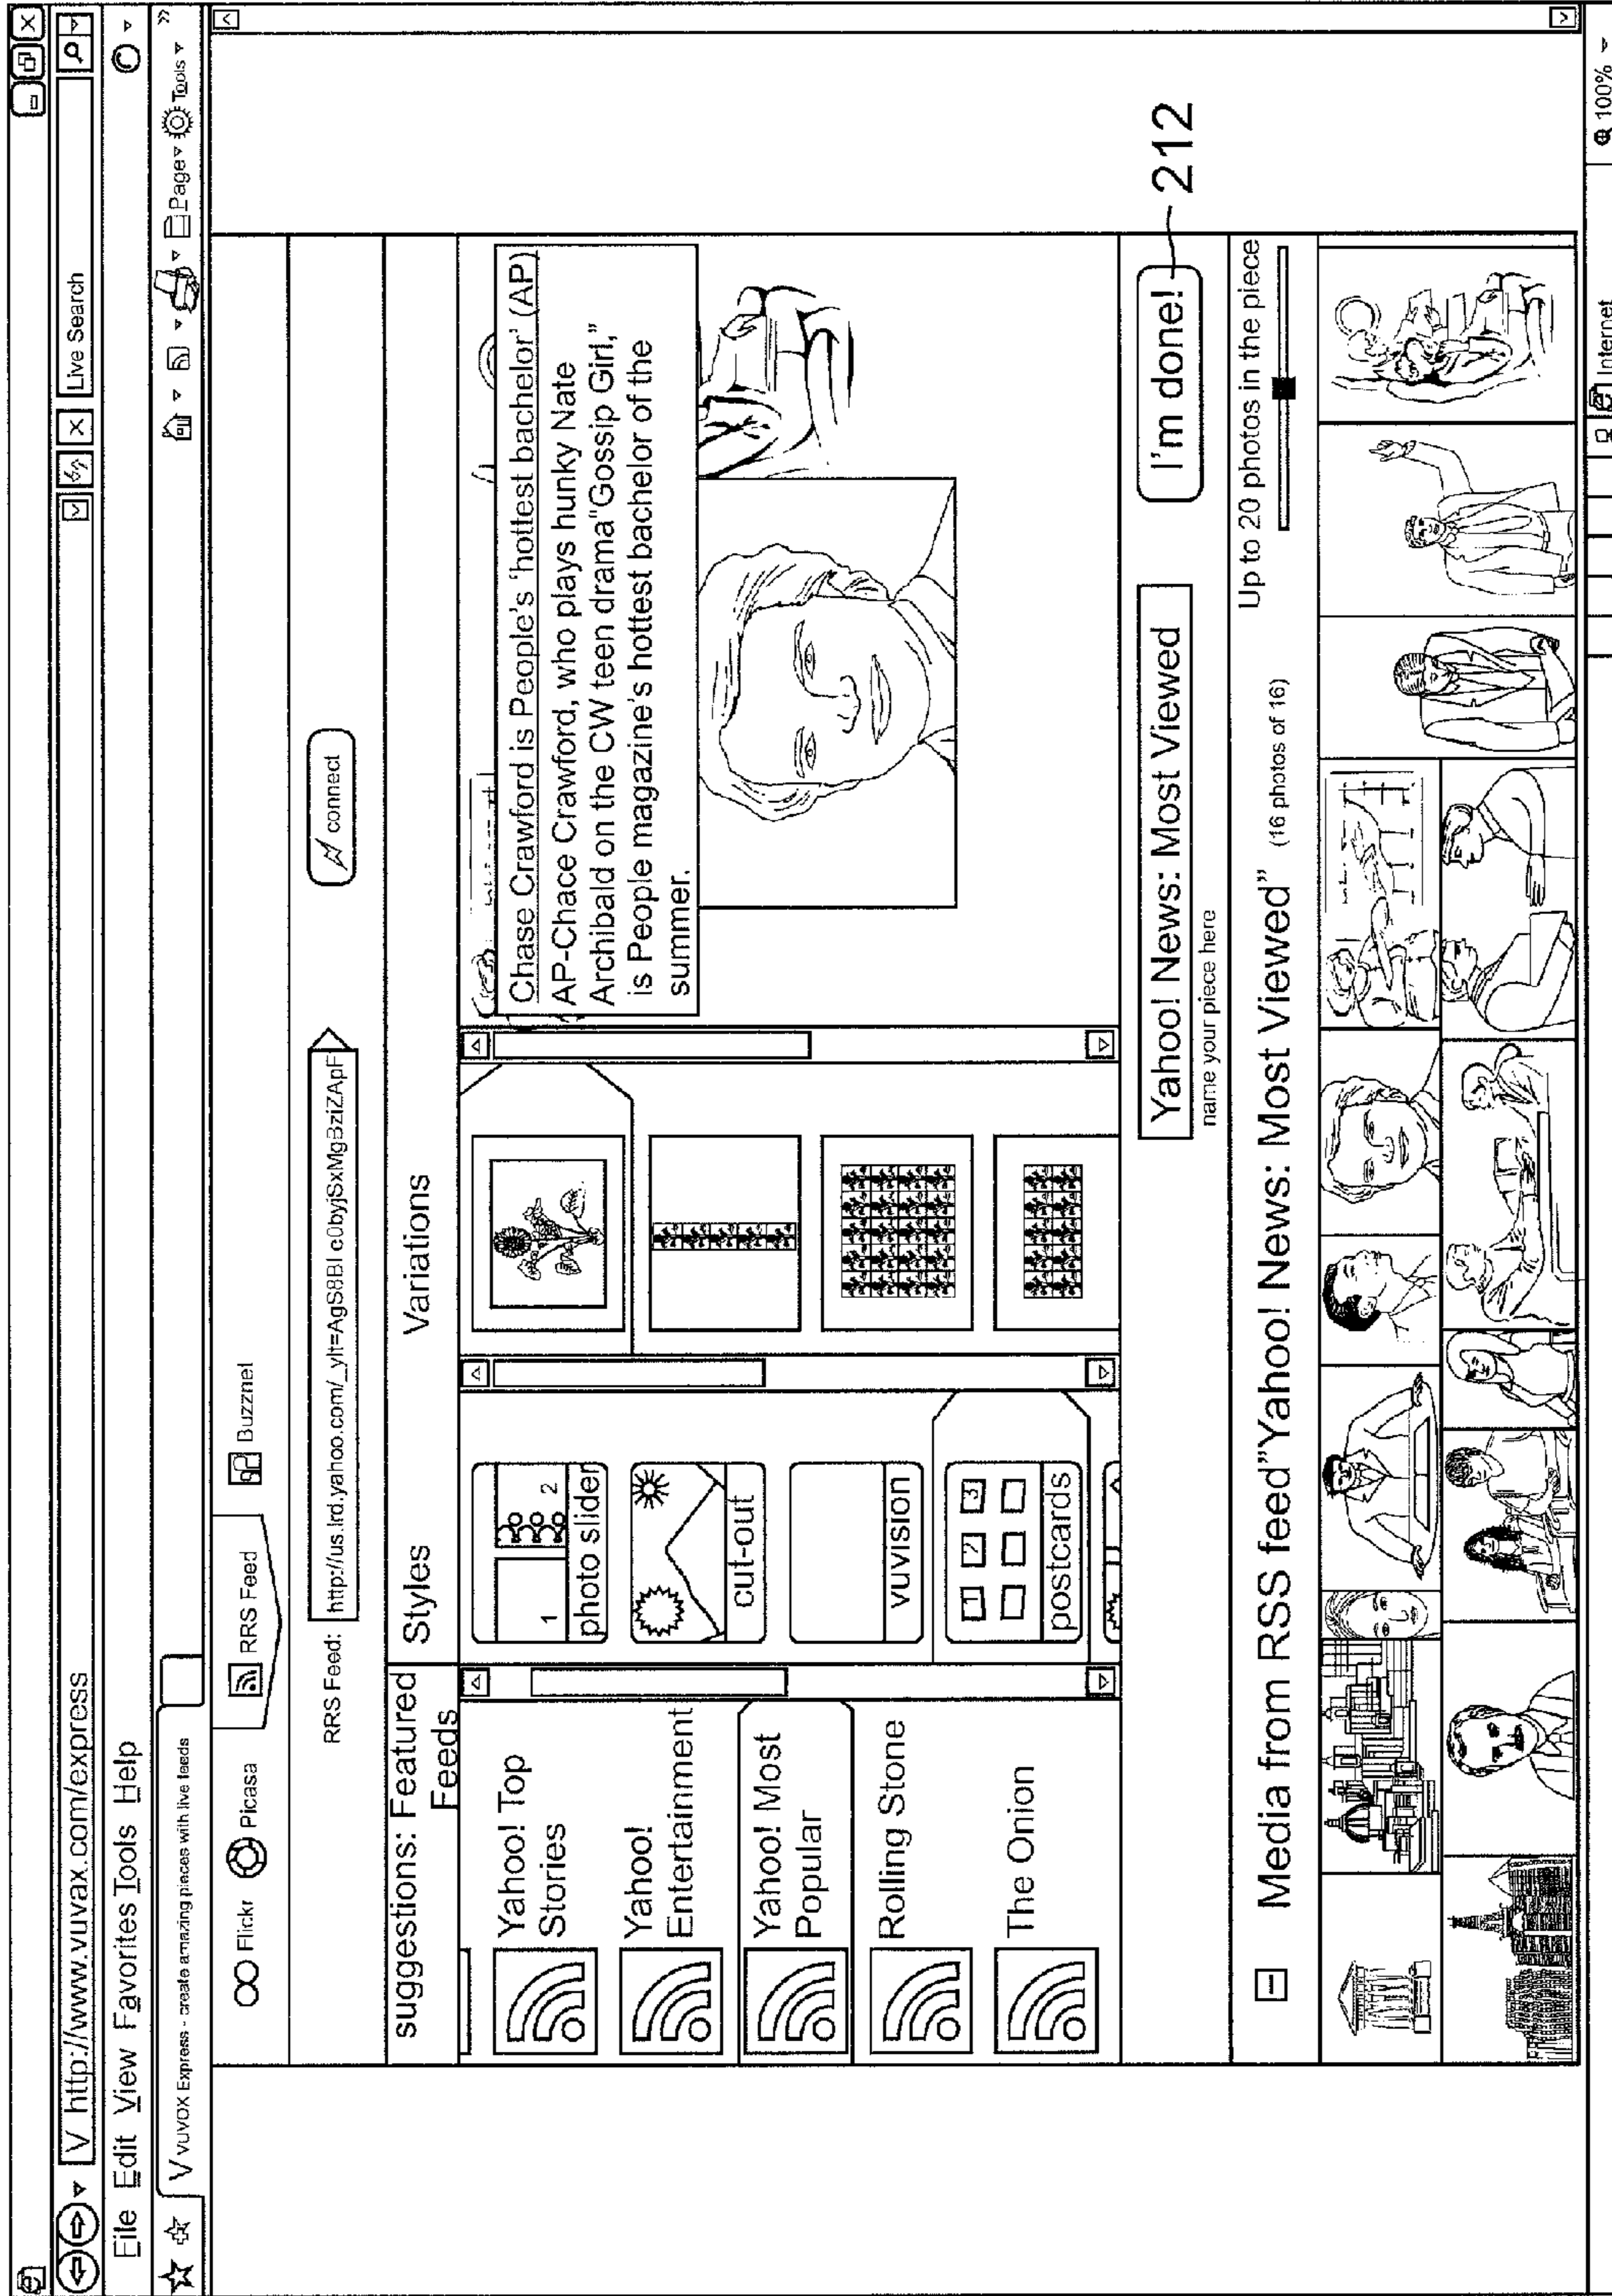 V http://www.vuvax.com/express
Live Search
File Edit View Favorites Tools Help
V VUVOX Express - create amazing pieces with live feeds
Page Tools »
Flickr Picasa RRS Feed Buzznet
RRS Feed: http://us.lrd.yahoo.com/_ylt=
connect
suggestions: Featured
Feeds
Styles
Variations
Yahoo! Top
Stories
Yahoo!
Entertainment
Yahoo! Most
Popular
Rolling Stone
The Onion
1 2
photo slider
cut-out
vuvision
1 2 3
postcards
Chase Crawford is People's 'hottest bachelor' (AP)
AP-Chace Crawford, who plays hunky Nate
Archibald on the CW teen drama"Gossip Girl,"
is People magazine's hottest bachelor of the
summer.
Yahoo! News: Most Viewed
name your piece here
I'm done!
212
Media from RSS feed"Yahoo! News: Most Viewed" (16 photos of 16)
Up to 20 photos in the piece
Internet
100%